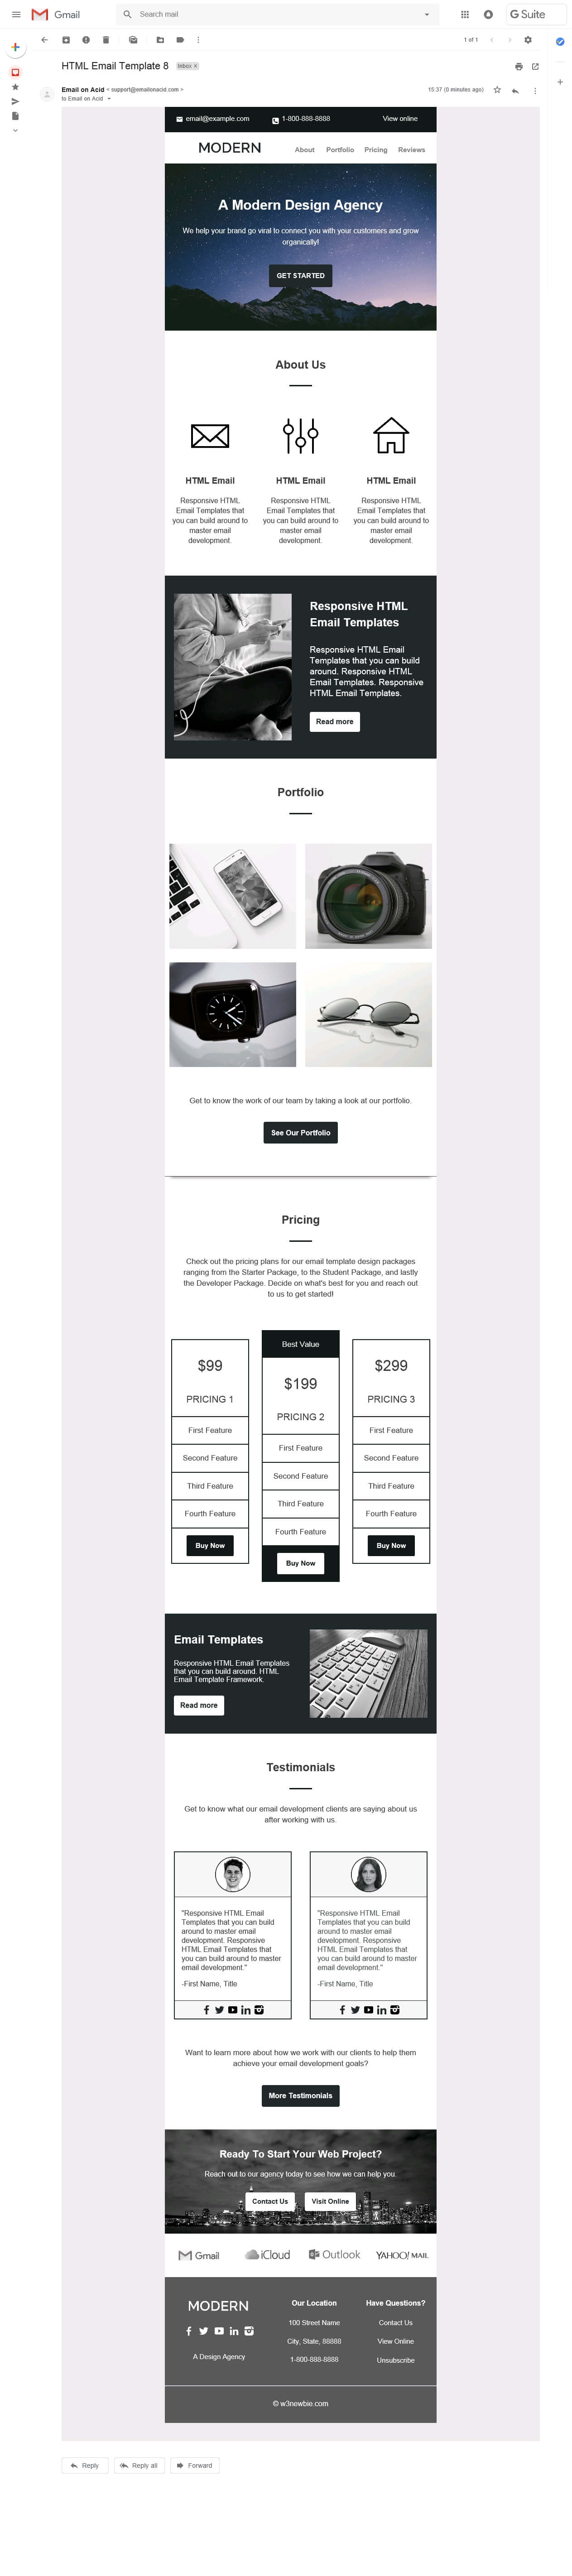 Gmail
Search mail
G Suite
1 of 1
HTML Email Template 8
Inbox x
Email on Acid < support@emailonacid.com >
15:37 (0 minutes ago)
to Email on Acid
email@example.com
1-800-888-8888
View online
MODERN
About
Portfolio
Pricing
Reviews
A Modern Design Agency
We help your brand go viral to connect you with your customers and grow
organically!
GET STARTED
About Us
HTML Email
Responsive HTML
Email Templates that
you can build around to
master email
development.
HTML Email
Responsive HTML
Email Templates that
you can build around to
master email
development.
HTML Email
Responsive HTML
Email Templates that
you can build around to
master email
development.
Responsive HTML
Email Templates
Responsive HTML Email
Templates that you can build
around. Responsive HTML
Email Templates. Responsive
HTML Email Templates.
Read more
Portfolio
Get to know the work of our team by taking a look at our portfolio.
See Our Portfolio
Pricing
Check out the pricing plans for our email template design packages
ranging from the Starter Package, to the Student Package, and lastly
the Developer Package. Decide on what's best for you and reach out
to us to get started!
$99
PRICING 1
First Feature
Second Feature
Third Feature
Fourth Feature
Buy Now
Best Value
$199
PRICING 2
First Feature
Second Feature
Third Feature
Fourth Feature
Buy Now
$299
PRICING 3
First Feature
Second Feature
Third Feature
Fourth Feature
Buy Now
Email Templates
Responsive HTML Email Templates
that you can build around. HTML
Email Template Framework.
Read more
Testimonials
Get to know what our email development clients are saying about us
after working with us.
"Responsive HTML Email
Templates that you can build
around to master email
development. Responsive
HTML Email Templates that
you can build around to master
email development."
-First Name, Title
"Responsive HTML Email
Templates that you can build
around to master email
development. Responsive
HTML Email Templates that
you can build around to master
email development."
-First Name, Title
Want to learn more about how we work with our clients to help them
achieve your email development goals?
More Testimonials
Ready To Start Your Web Project?
Reach out to our agency today to see how we can help you.
Contact Us
Visit Online
Gmail
iCloud
Outlook
YAHOO! MAIL
MODERN
A Design Agency
Our Location
100 Street Name
City, State, 88888
1-800-888-8888
Have Questions?
Contact Us
View Online
Unsubscribe
© w3newbie.com
Reply
Reply all
Forward